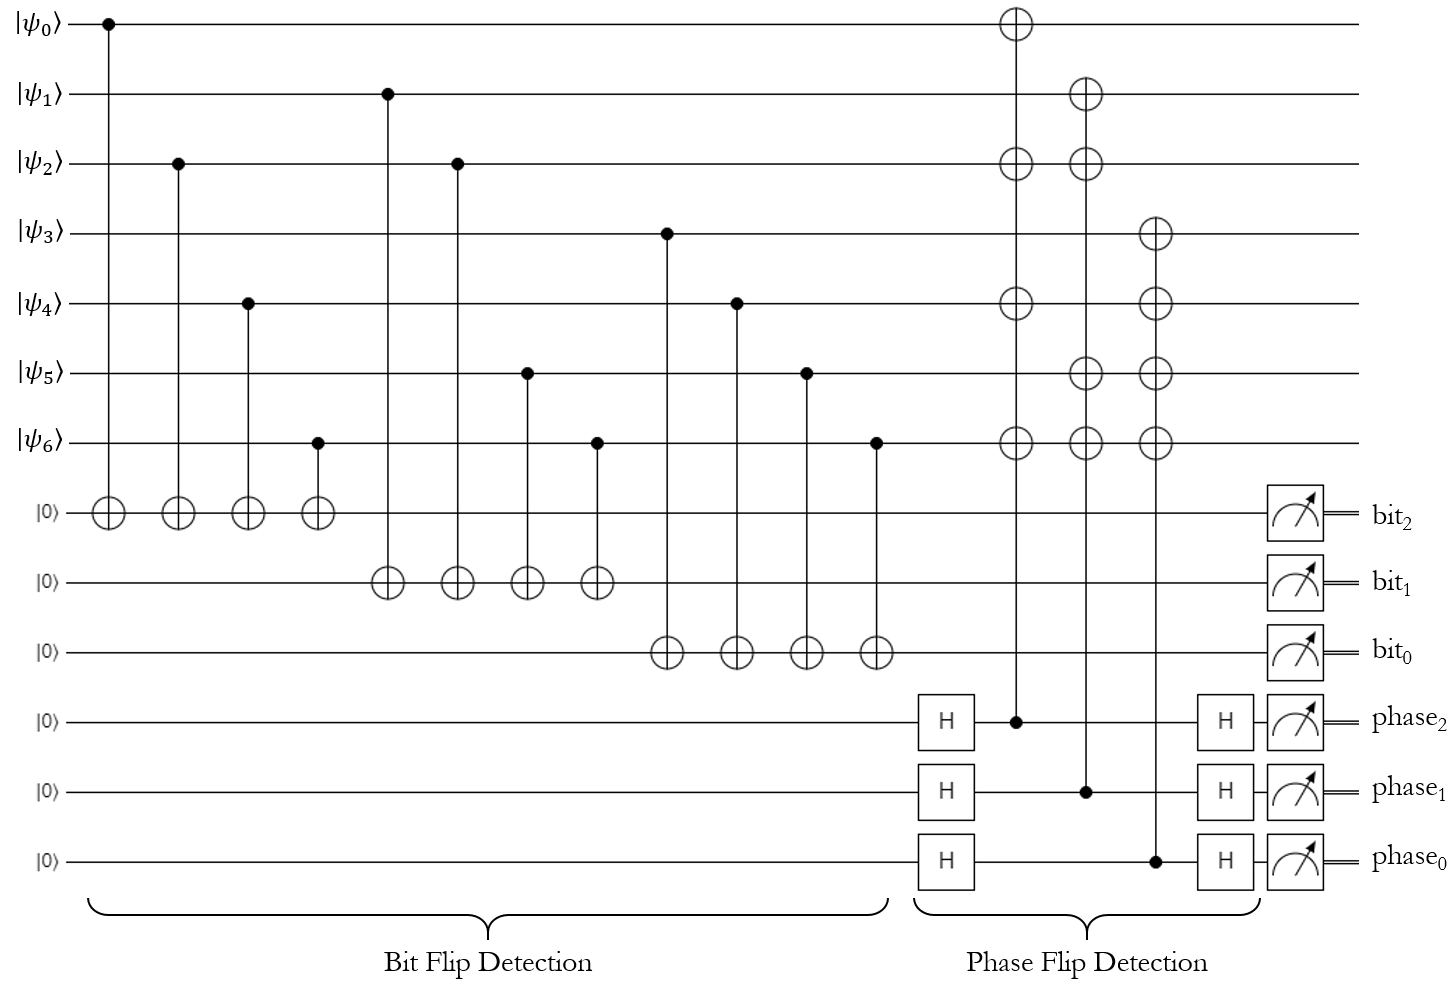 |ψ₀⟩
|ψ₁⟩
|ψ₂⟩
|ψ₃⟩
|ψ₄⟩
|ψ₅⟩
|ψ₆⟩
|0⟩ bit₂
|0⟩ bit₁
|0⟩ bit₀
|0⟩ H H phase₂
|0⟩ H H phase₁
|0⟩ H H phase₀
Bit Flip Detection Phase Flip Detection